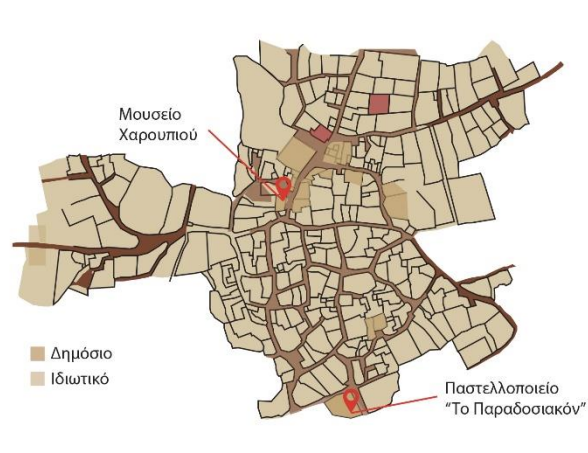 Μουσείο
Χαρουπιού
Δημόσιο
Ιδιωτικό
Παστελλοποιείο
“Το Παραδοσιακόν”